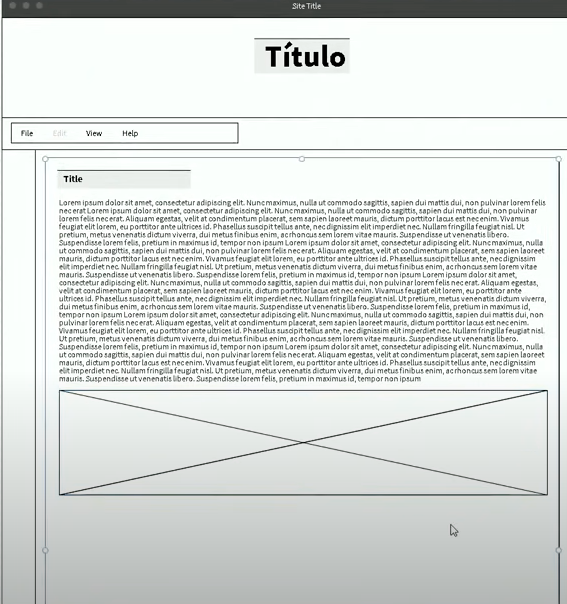 Site Title
Título
File Edit View Help
Title
Lorem ipsum dolor sit amet, consectetur adipiscing elit. Nunc maximus, nulla ut commodo sagittis, sapien dui mattis dui, non pulvinar lorem felis
nec erat Lorem ipsum dolor sit amet, consectetur adipiscing elit. Nunc maximus, nulla ut commodo sagittis, sapien dui mattis dui, non pulvinar
lorem felis nec erat. Aliquam egestas, velit at commodo placerat, sem sapien laoreet mauris, dictum porttitor lacus est nec enim. Vivamus
feugiat elit lorem, eu porttitor ante ultrices id. Phasellus suscipit tellus ante, nec dignissim elit imperdiet nec. Nullam fringilla feugiat nisl. Ut
pretium, metus venenatis dictum viverra, dui metus finibus enim, ac rhoncus sem lorem vitae mauris. Suspendisse ut venenatis libero.
Suspendisse lorem felis, pretium in maximus id, tempor non ipsum Lorem ipsum dolor sit amet, consectetur adipiscing elit. Nunc maximus, nulla
ut commodo sagittis, sapien dui mattis dui, non pulvinar lorem felis nec erat. Aliquam egestas, velit at commodo placerat, sem sapien laoreet
mauris, dictum porttitor lacus est nec enim. Vivamus feugiat elit lorem, eu porttitor ante ultrices id. Phasellus suscipit tellus ante, nec dignissim
elit imperdiet nec. Nullam fringilla feugiat nisl. Ut pretium, metus venenatis dictum viverra, dui metus finibus enim, ac rhoncus sem lorem vitae
mauris. Suspendisse ut venenatis libero. Suspendisse lorem felis, pretium in maximus id, tempor non ipsum Lorem ipsum dolor sit amet,
consectetur adipiscing elit. Nunc maximus, nulla ut commodo sagittis, sapien dui mattis dui, non pulvinar lorem felis nec erat. Aliquam egestas,
velit at commodo placerat, sem sapien laoreet mauris, dictum porttitor lacus est nec enim. Vivamus feugiat elit lorem, eu porttitor ante
ultrices id. Phasellus suscipit tellus ante, nec dignissim elit imperdiet nec. Nullam fringilla feugiat nisl. Ut pretium, metus venenatis dictum
viverra, dui metus finibus enim, ac rhoncus sem lorem vitae mauris. Suspendisse ut venenatis libero. Suspendisse lorem felis, pretium in maximus id,
tempor non ipsum Lorem ipsum dolor sit amet, consectetur adipiscing elit. Nunc maximus, nulla ut commodo sagittis, sapien dui mattis dui, non
pulvinar lorem felis nec erat. Aliquam egestas, velit at commodo placerat, sem sapien laoreet mauris, dictum porttitor lacus est nec enim.
Vivamus feugiat elit lorem, eu porttitor ante ultrices id. Phasellus suscipit tellus ante, nec dignissim elit imperdiet nec. Nullam fringilla feugiat nisl.
Ut pretium, metus venenatis dictum viverra, dui metus finibus enim, ac rhoncus sem lorem vitae mauris. Suspendisse ut venenatis libero.
Suspendisse lorem felis, pretium in maximus id, tempor non ipsum Lorem ipsum dolor sit amet, consectetur adipiscing elit. Nunc maximus, nulla
ut commodo sagittis, sapien dui mattis dui, non pulvinar lorem felis nec erat. Aliquam egestas, velit at commodo placerat, sem sapien laoreet
mauris, dictum porttitor lacus est nec enim. Vivamus feugiat elit lorem, eu porttitor ante ultrices id. Phasellus suscipit tellus ante, nec dignissim
elit imperdiet nec. Nullam fringilla feugiat nisl. Ut pretium, metus venenatis dictum viverra, dui metus finibus enim, ac rhoncus sem lorem vitae
mauris. Suspendisse ut venenatis libero. Suspendisse lorem felis, pretium in maximus id, tempor non ipsum